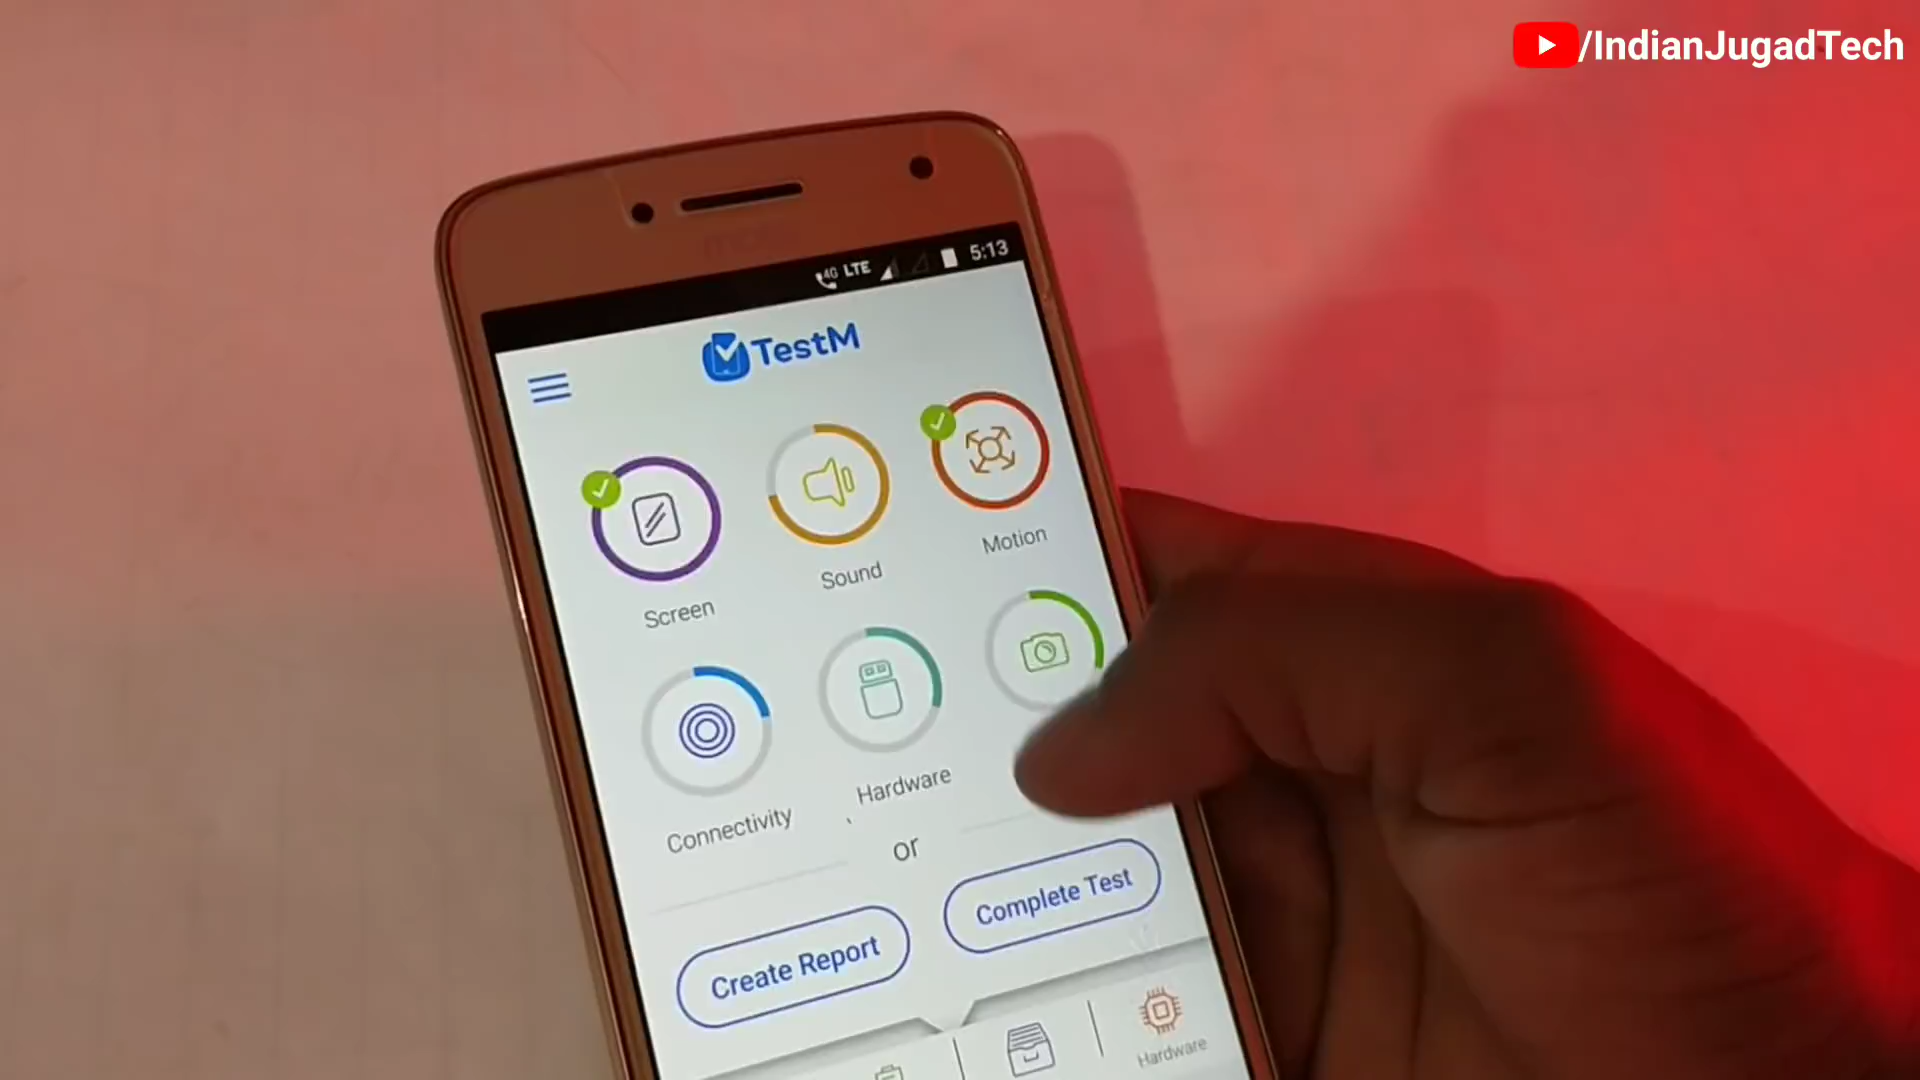 /IndianJugadTech
4G LTE 5:13
TestM
Screen
Sound
Motion
Connectivity
Hardware
or
Create Report
Complete Test
Hardware